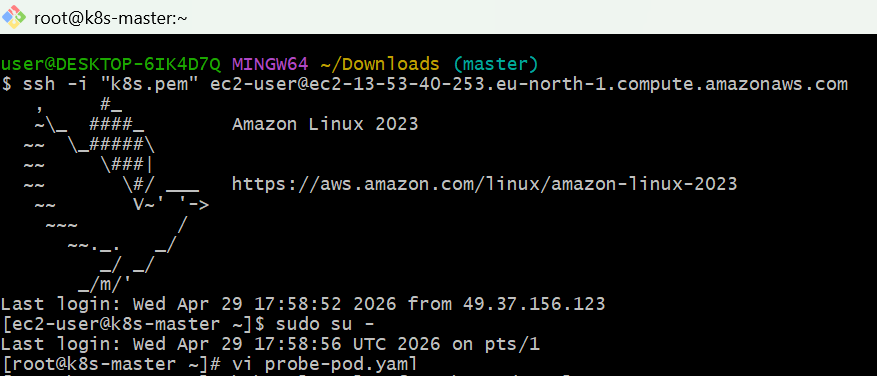 root@k8s-master:~
user@DESKTOP-6IK4D7Q MINGW64 ~/Downloads (master)
$ ssh -i "k8s.pem" ec2-user@ec2-13-53-40-253.eu-north-1.compute.amazonaws.com
   ,     #_
   ~\_  ####_        Amazon Linux 2023
  ~~  \_#####\
  ~~     \###|
  ~~       \#/ ___   https://aws.amazon.com/linux/amazon-linux-2023
   ~~       V~' '->
    ~~~         /
      ~~._.   _/
         _/ _/
       _/m/'
Last login: Wed Apr 29 17:58:52 2026 from 49.37.156.123
[ec2-user@k8s-master ~]$ sudo su -
Last login: Wed Apr 29 17:58:56 UTC 2026 on pts/1
[root@k8s-master ~]# vi probe-pod.yaml